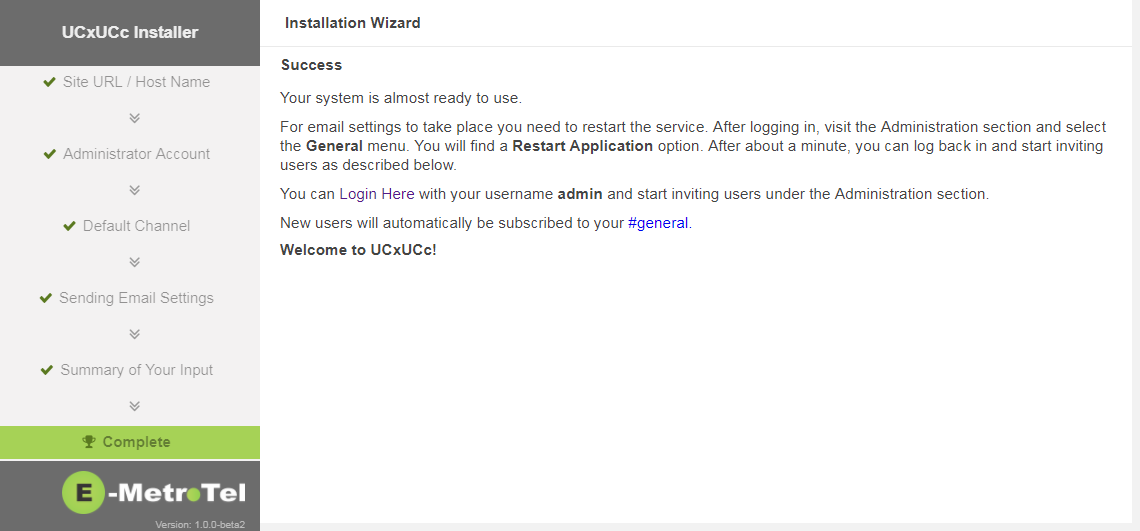 UCxUCc Installer
Site URL / Host Name
Administrator Account
Default Channel
Sending Email Settings
Summary of Your Input
Complete
E-MetroTel
Version: 1.0.0-beta2
Installation Wizard
Success
Your system is almost ready to use.
For email settings to take place you need to restart the service. After logging in, visit the Administration section and select
the General menu. You will find a Restart Application option. After about a minute, you can log back in and start inviting
users as described below.
You can Login Here with your username admin and start inviting users under the Administration section.
New users will automatically be subscribed to your #general.
Welcome to UCxUCc!